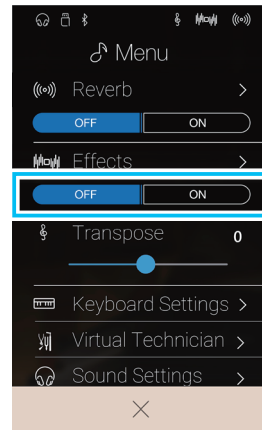 Menu
Reverb
OFF ON
Effects
OFF ON
Transpose 0
Keyboard Settings
Virtual Technician
Sound Settings